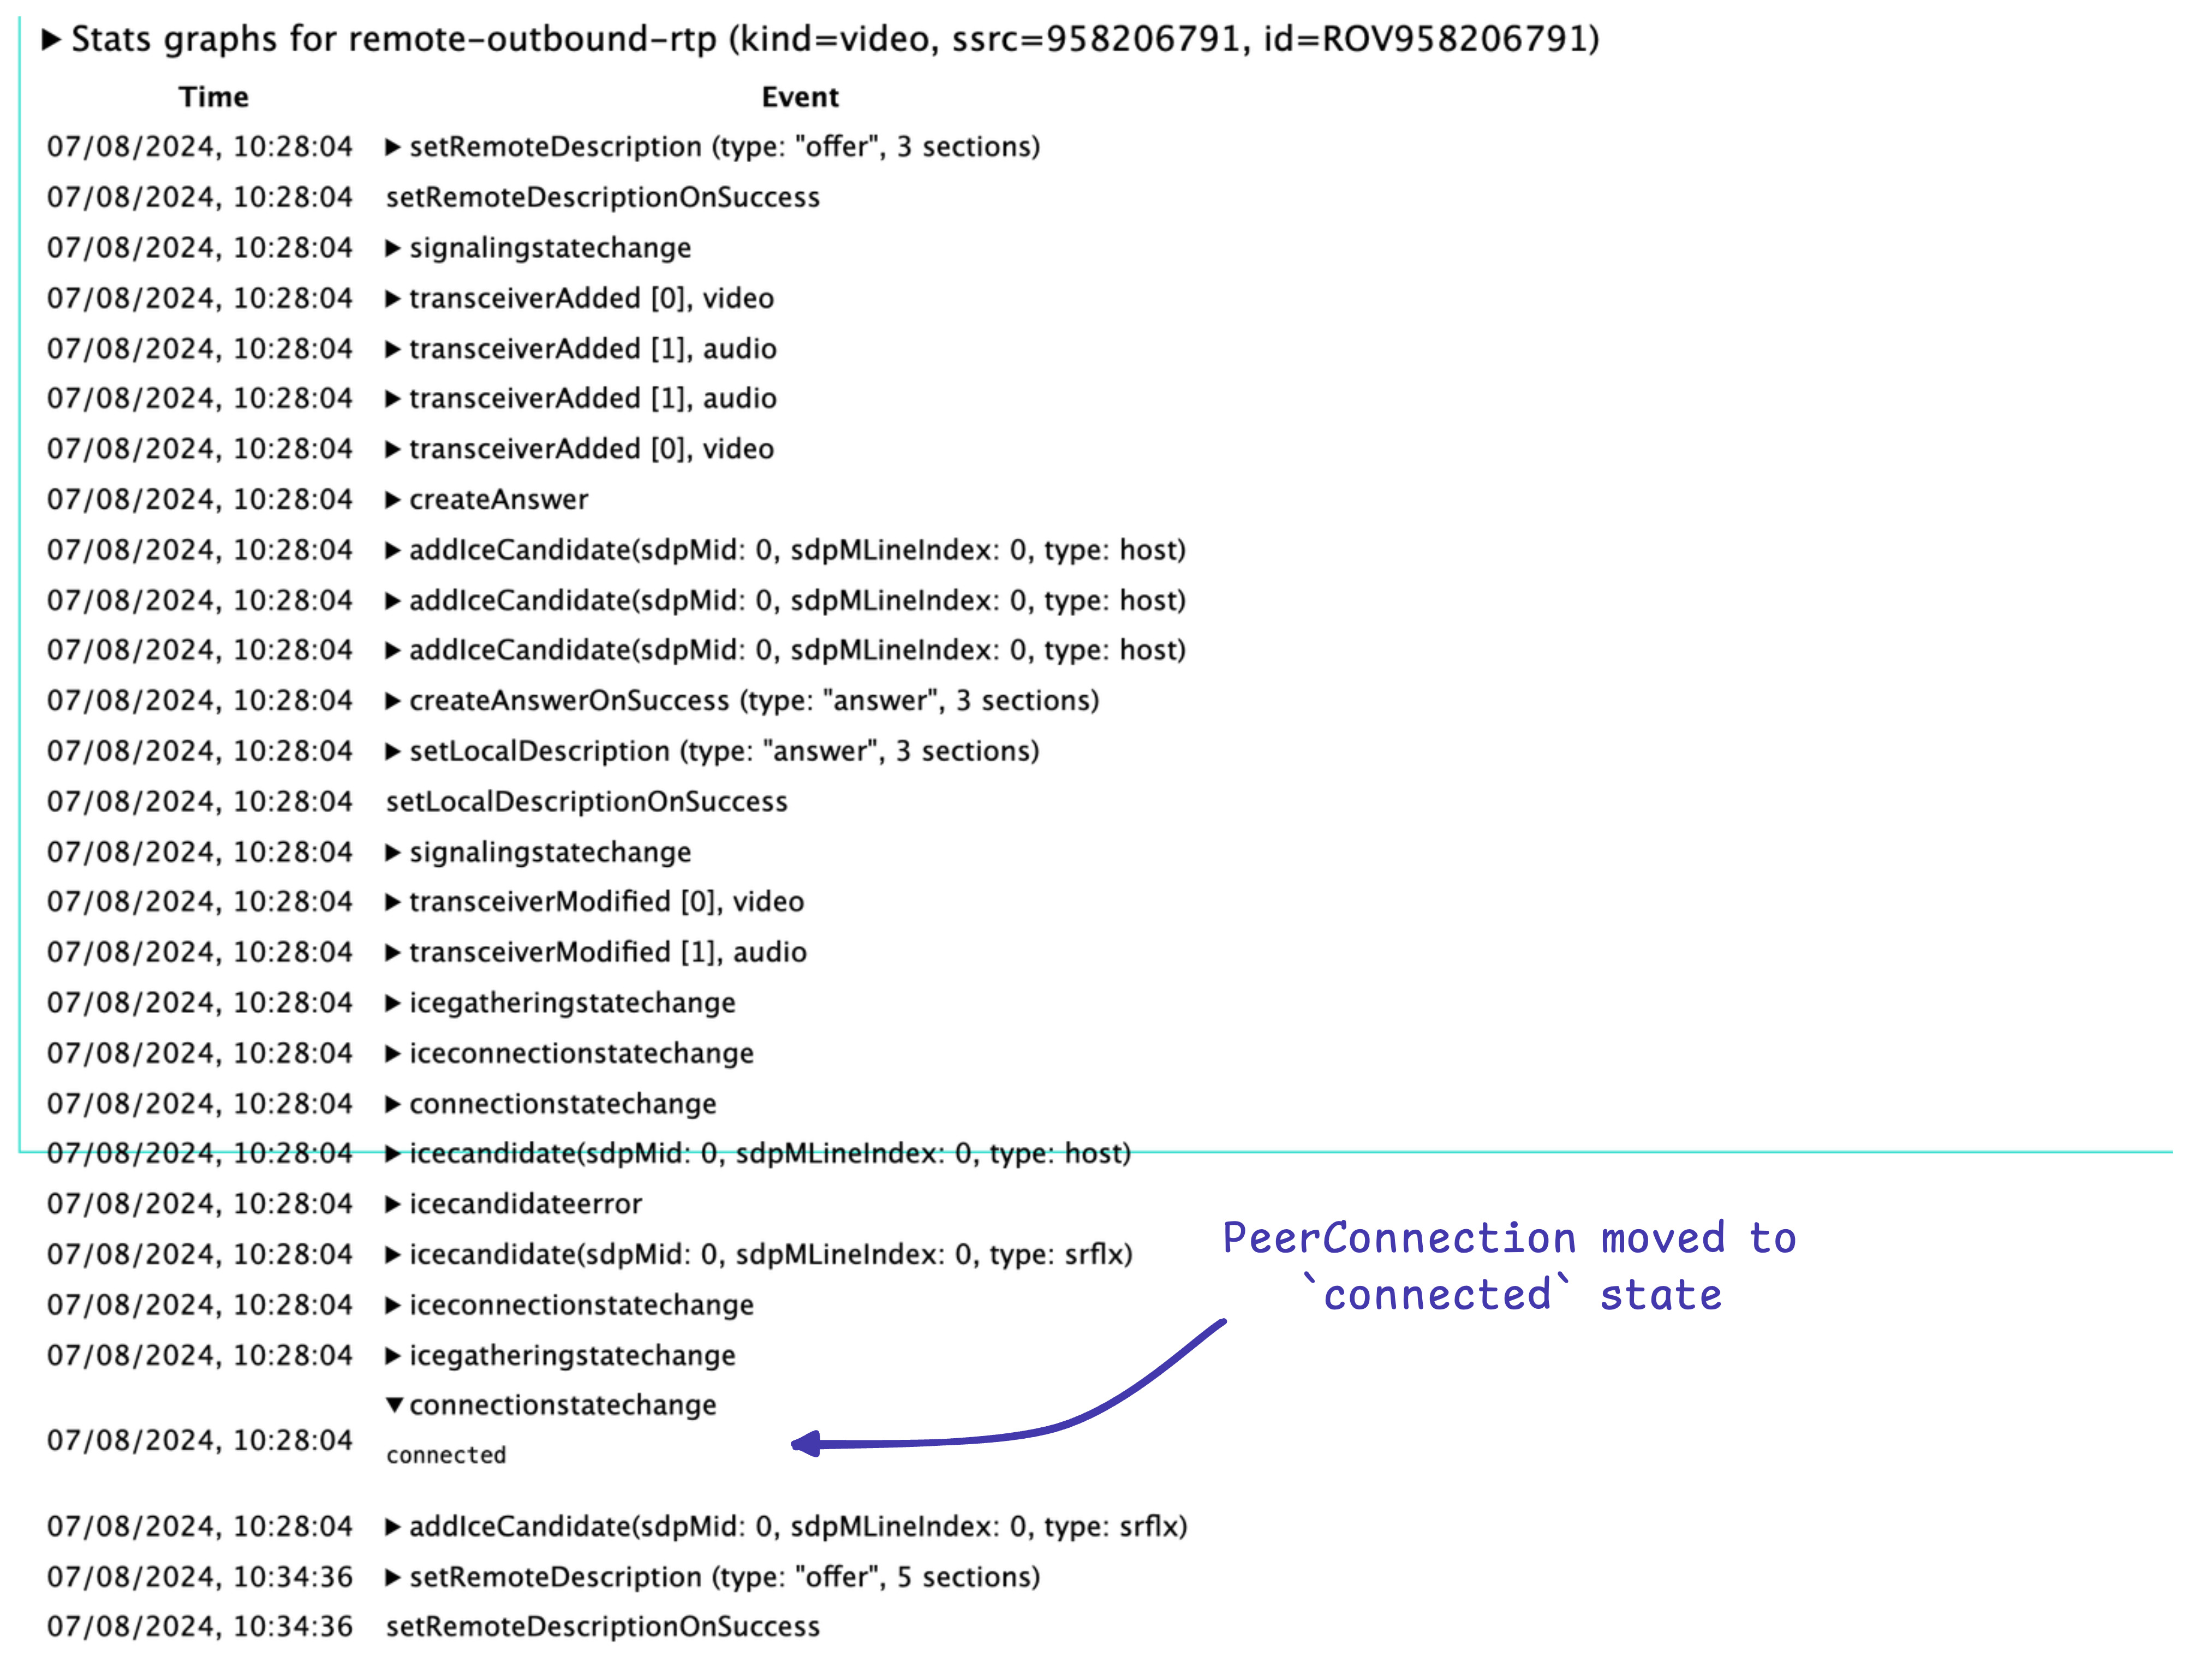 ▶ Stats graphs for remote-outbound-rtp (kind=video, ssrc=958206791, id=ROV958206791)
Time Event
07/08/2024, 10:28:04 ▶ setRemoteDescription (type: "offer", 3 sections)
07/08/2024, 10:28:04 setRemoteDescriptionOnSuccess
07/08/2024, 10:28:04 ▶ signalingstatechange
07/08/2024, 10:28:04 ▶ transceiverAdded [0], video
07/08/2024, 10:28:04 ▶ transceiverAdded [1], audio
07/08/2024, 10:28:04 ▶ transceiverAdded [1], audio
07/08/2024, 10:28:04 ▶ transceiverAdded [0], video
07/08/2024, 10:28:04 ▶ createAnswer
07/08/2024, 10:28:04 ▶ addIceCandidate(sdpMid: 0, sdpMLineIndex: 0, type: host)
07/08/2024, 10:28:04 ▶ addIceCandidate(sdpMid: 0, sdpMLineIndex: 0, type: host)
07/08/2024, 10:28:04 ▶ addIceCandidate(sdpMid: 0, sdpMLineIndex: 0, type: host)
07/08/2024, 10:28:04 ▶ createAnswerOnSuccess (type: "answer", 3 sections)
07/08/2024, 10:28:04 ▶ setLocalDescription (type: "answer", 3 sections)
07/08/2024, 10:28:04 setLocalDescriptionOnSuccess
07/08/2024, 10:28:04 ▶ signalingstatechange
07/08/2024, 10:28:04 ▶ transceiverModified [0], video
07/08/2024, 10:28:04 ▶ transceiverModified [1], audio
07/08/2024, 10:28:04 ▶ icegatheringstatechange
07/08/2024, 10:28:04 ▶ iceconnectionstatechange
07/08/2024, 10:28:04 ▶ connectionstatechange
07/08/2024, 10:28:04 ▶ icecandidate(sdpMid: 0, sdpMLineIndex: 0, type: host)
07/08/2024, 10:28:04 ▶ icecandidateerror
07/08/2024, 10:28:04 ▶ icecandidate(sdpMid: 0, sdpMLineIndex: 0, type: srflx)
07/08/2024, 10:28:04 ▶ iceconnectionstatechange
07/08/2024, 10:28:04 ▶ icegatheringstatechange
▼ connectionstatechange
07/08/2024, 10:28:04
connected
07/08/2024, 10:28:04 ▶ addIceCandidate(sdpMid: 0, sdpMLineIndex: 0, type: srflx)
07/08/2024, 10:34:36 ▶ setRemoteDescription (type: "offer", 5 sections)
07/08/2024, 10:34:36 setRemoteDescriptionOnSuccess
PeerConnection moved to
`connected` state